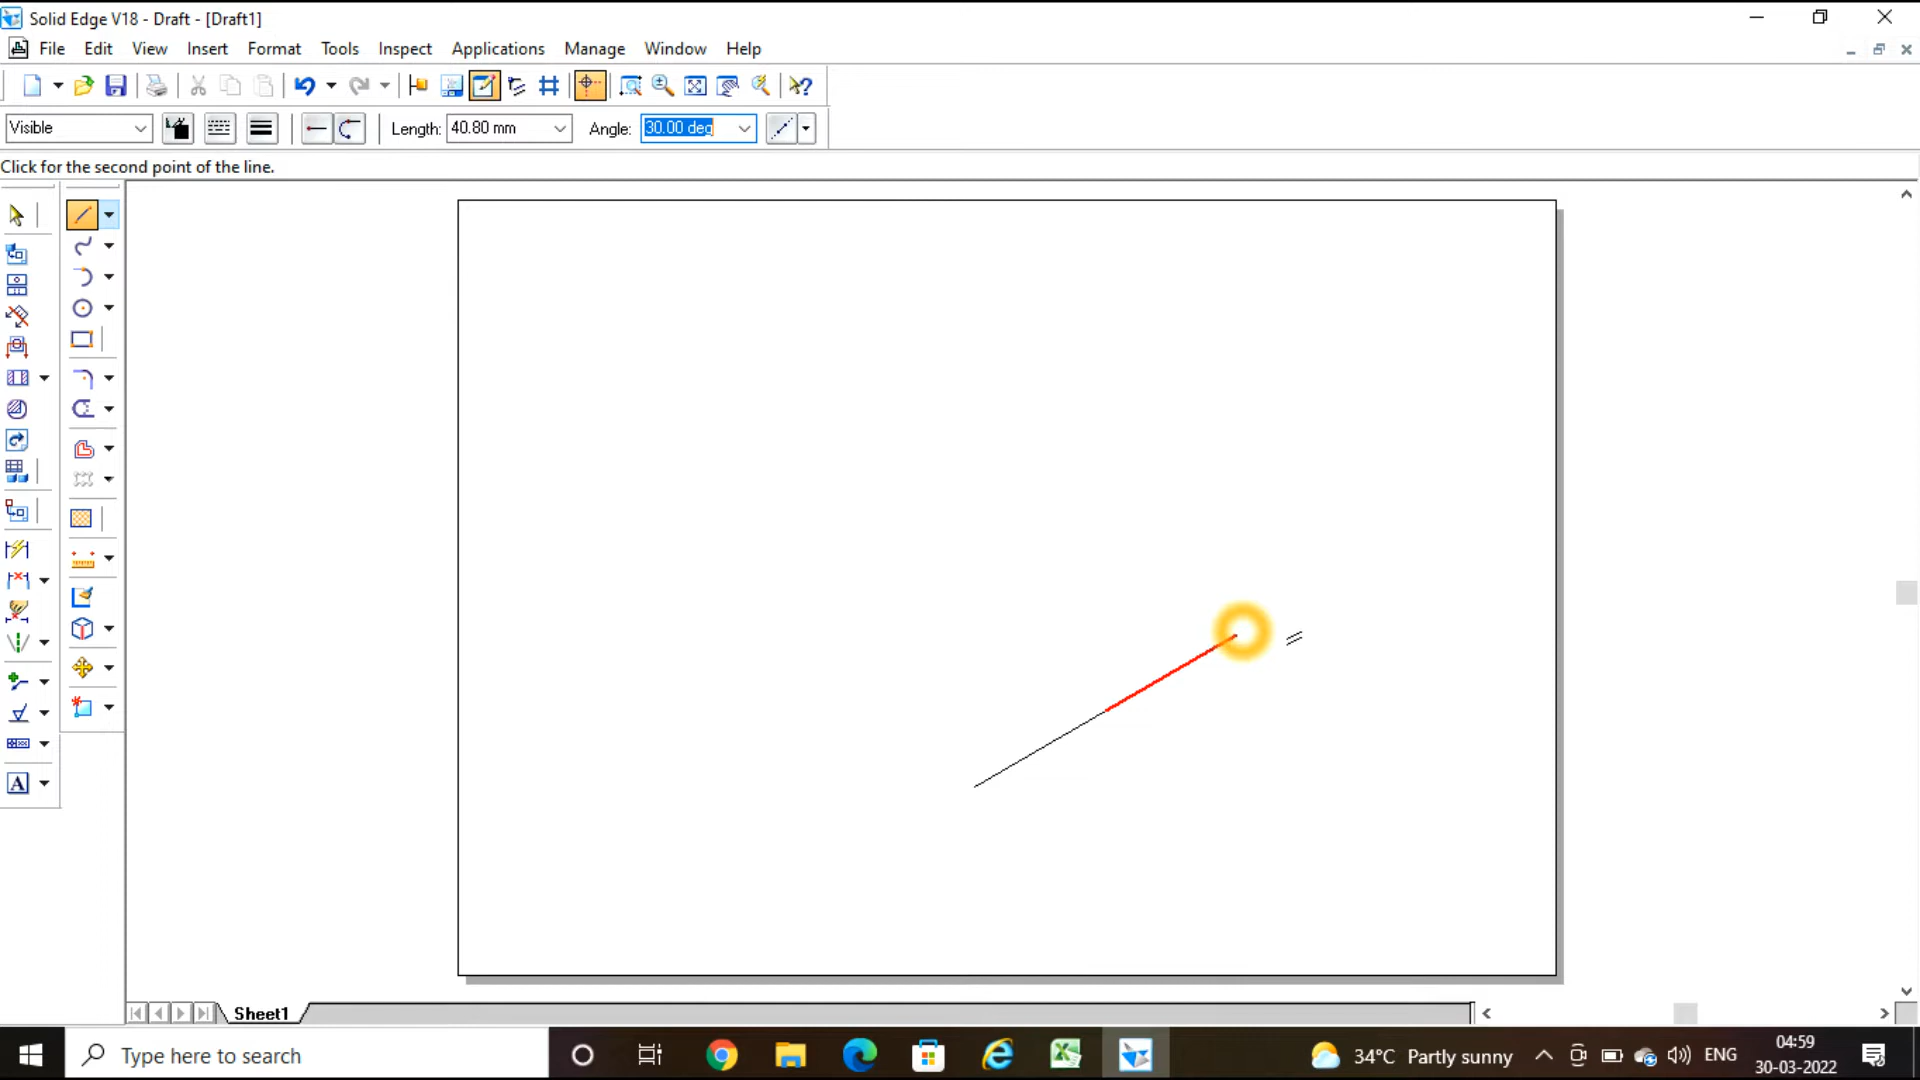 Solid Edge V18 - Draft - [Draft1]
File Edit View Insert Format Tools Inspect Applications Manage Window Help
Visible Length: 40.80 mm Angle: 30.00 deg
Click for the second point of the line.
A
Sheet1
Type here to search 34°C Partly sunny ENG 04:59
30-03-2022